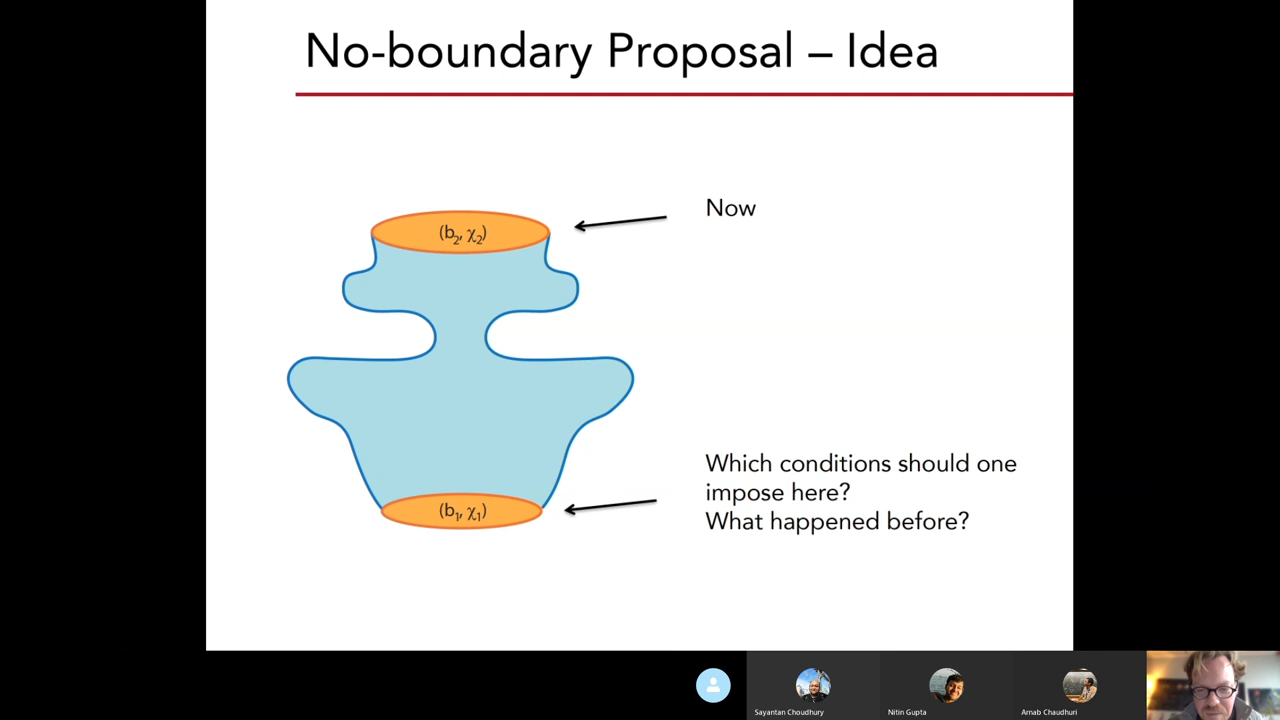 No-boundary Proposal – Idea
(b₂, χ₂)
Now
Which conditions should one
impose here?
What happened before?
(b₁, χ₁)
Sayantan Choudhury
Nitin Gupta
Arnab Chaudhuri